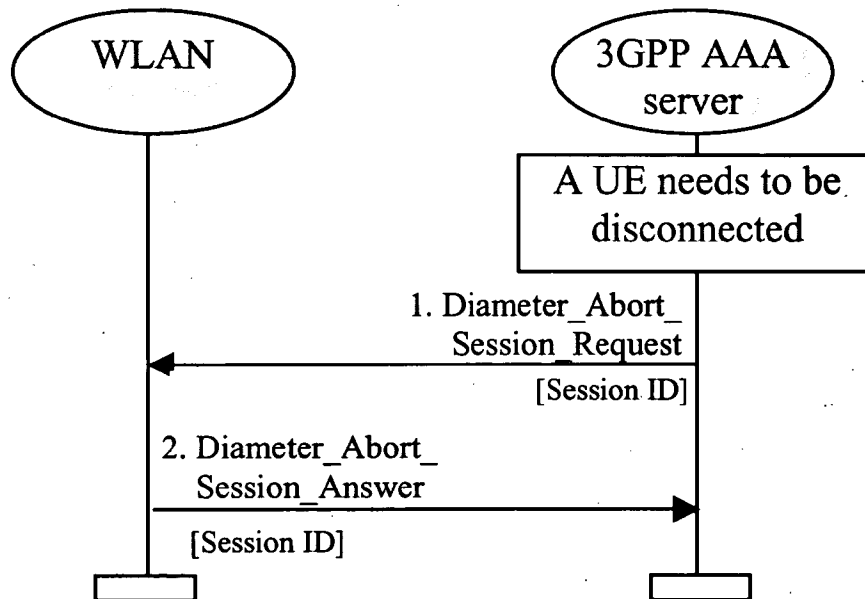 WLAN
3GPP AAA
server
A UE needs to be
disconnected
1. Diameter_Abort_
Session_Request
[Session ID]
2. Diameter_Abort_
Session_Answer
[Session ID]